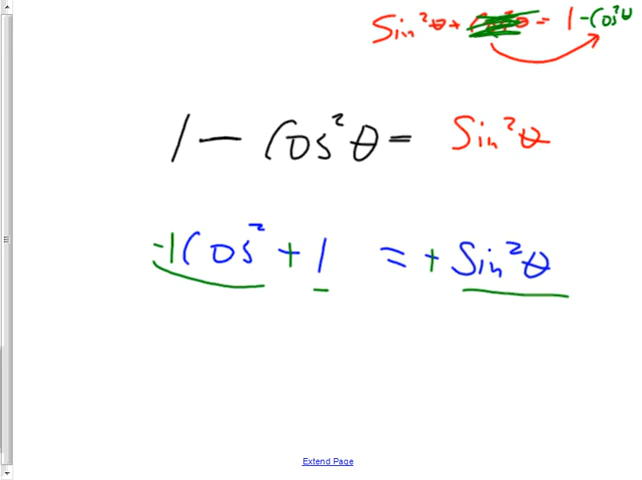 Sin²θ + = 1 - Cos²θ
1 - Cos²θ = Sin²θ
-1 Cos² + 1 = + Sin²θ
Extend Page